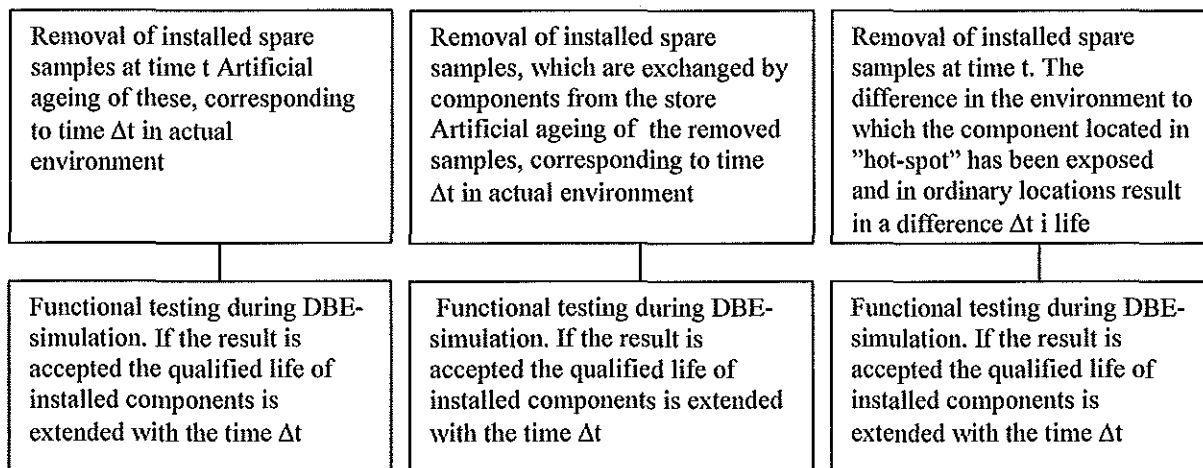 Removal of installed spare
samples at time t Artificial
ageing of these, corresponding
to time Δt in actual
environment
Removal of installed spare
samples, which are exchanged by
components from the store
Artificial ageing of the removed
samples, corresponding to time
Δt in actual environment
Removal of installed spare
samples at time t. The
difference in the environment to
which the component located in
”hot-spot” has been exposed
and in ordinary locations result
in a difference Δt i life
Functional testing during DBE-
simulation. If the result is
accepted the qualified life of
installed components is
extended with the time Δt
Functional testing during DBE-
simulation. If the result is
accepted the qualified life of
installed components is extended
with the time Δt
Functional testing during DBE-
simulation. If the result is
accepted the qualified life of
installed components is
extended with the time Δt